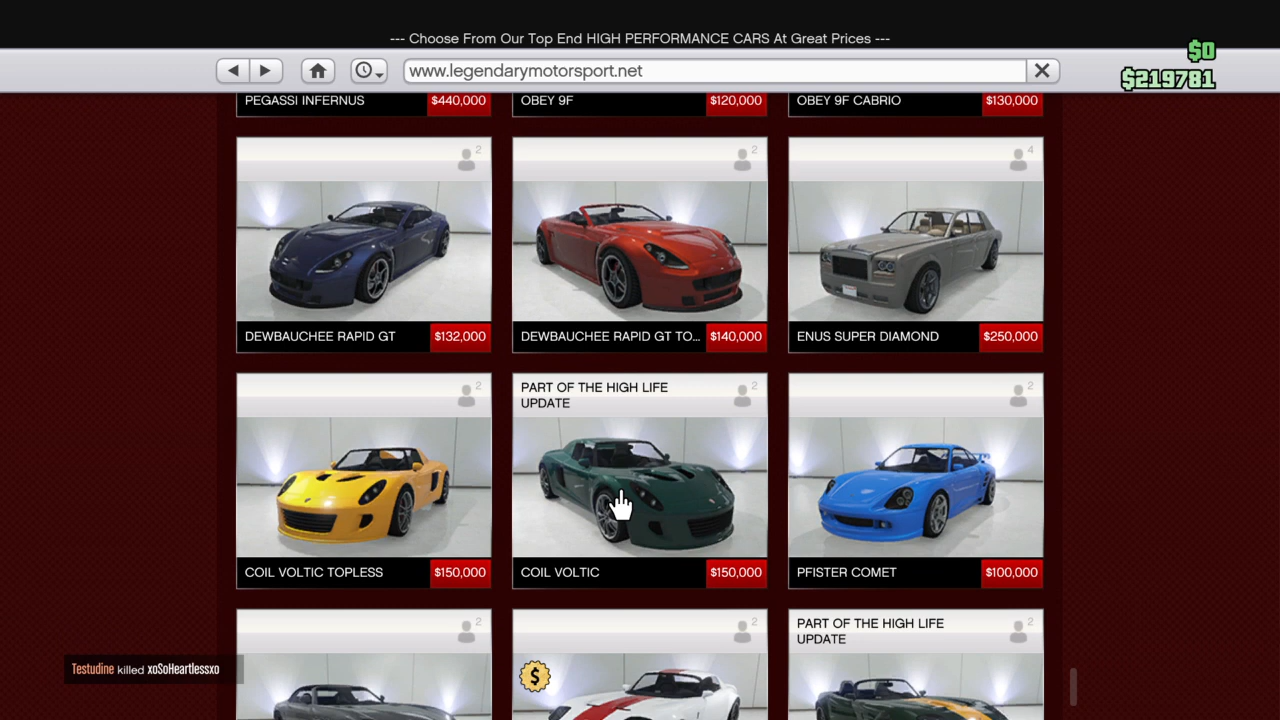 --- Choose From Our Top End HIGH PERFORMANCE CARS At Great Prices ---
$0
www.legendarymotorsport.net
$219781
PEGASSI INFERNUS $440,000
OBEY 9F $120,000
OBEY 9F CABRIO $130,000
2
2
4
DEWBAUCHEE RAPID GT $132,000
DEWBAUCHEE RAPID GT TO... $140,000
ENUS SUPER DIAMOND $250,000
2
PART OF THE HIGH LIFE
UPDATE
2
2
COIL VOLTIC TOPLESS $150,000
COIL VOLTIC $150,000
PFISTER COMET $100,000
2
2
PART OF THE HIGH LIFE
UPDATE
2
$
Testudine killed xoSoHeartlessxo